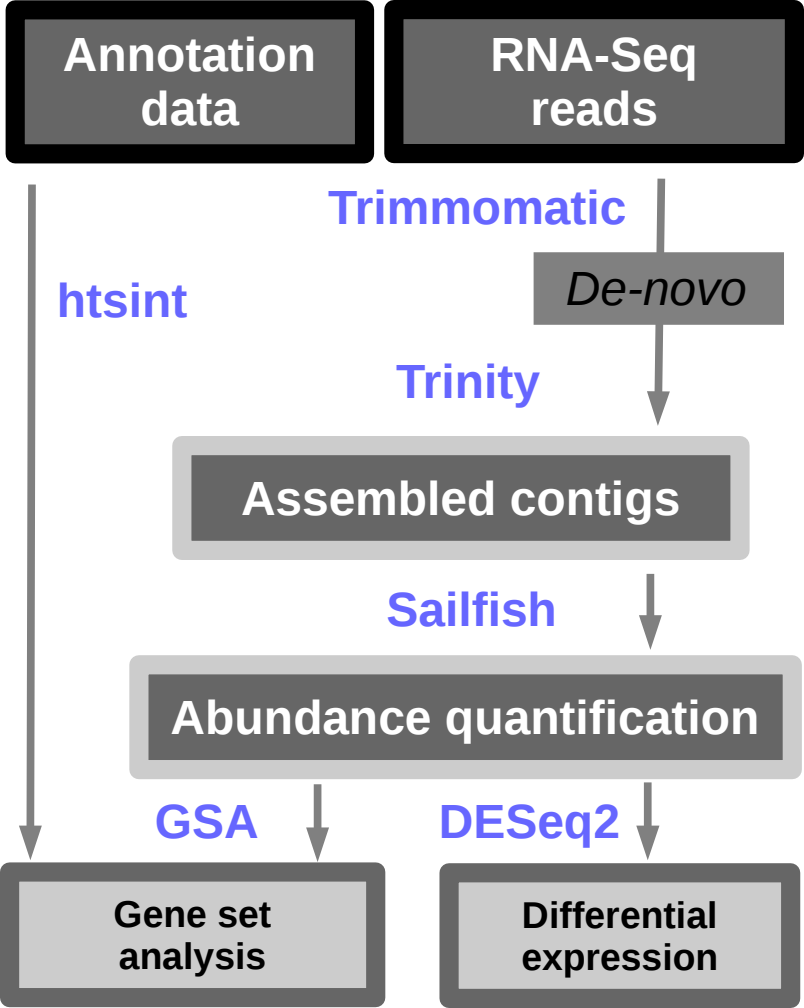 Annotation
data
RNA-Seq
reads
Trimmomatic
htsint
De-novo
Trinity
Assembled contigs
Sailfish
Abundance quantification
GSA
DESeq2
Gene set
analysis
Differential
expression